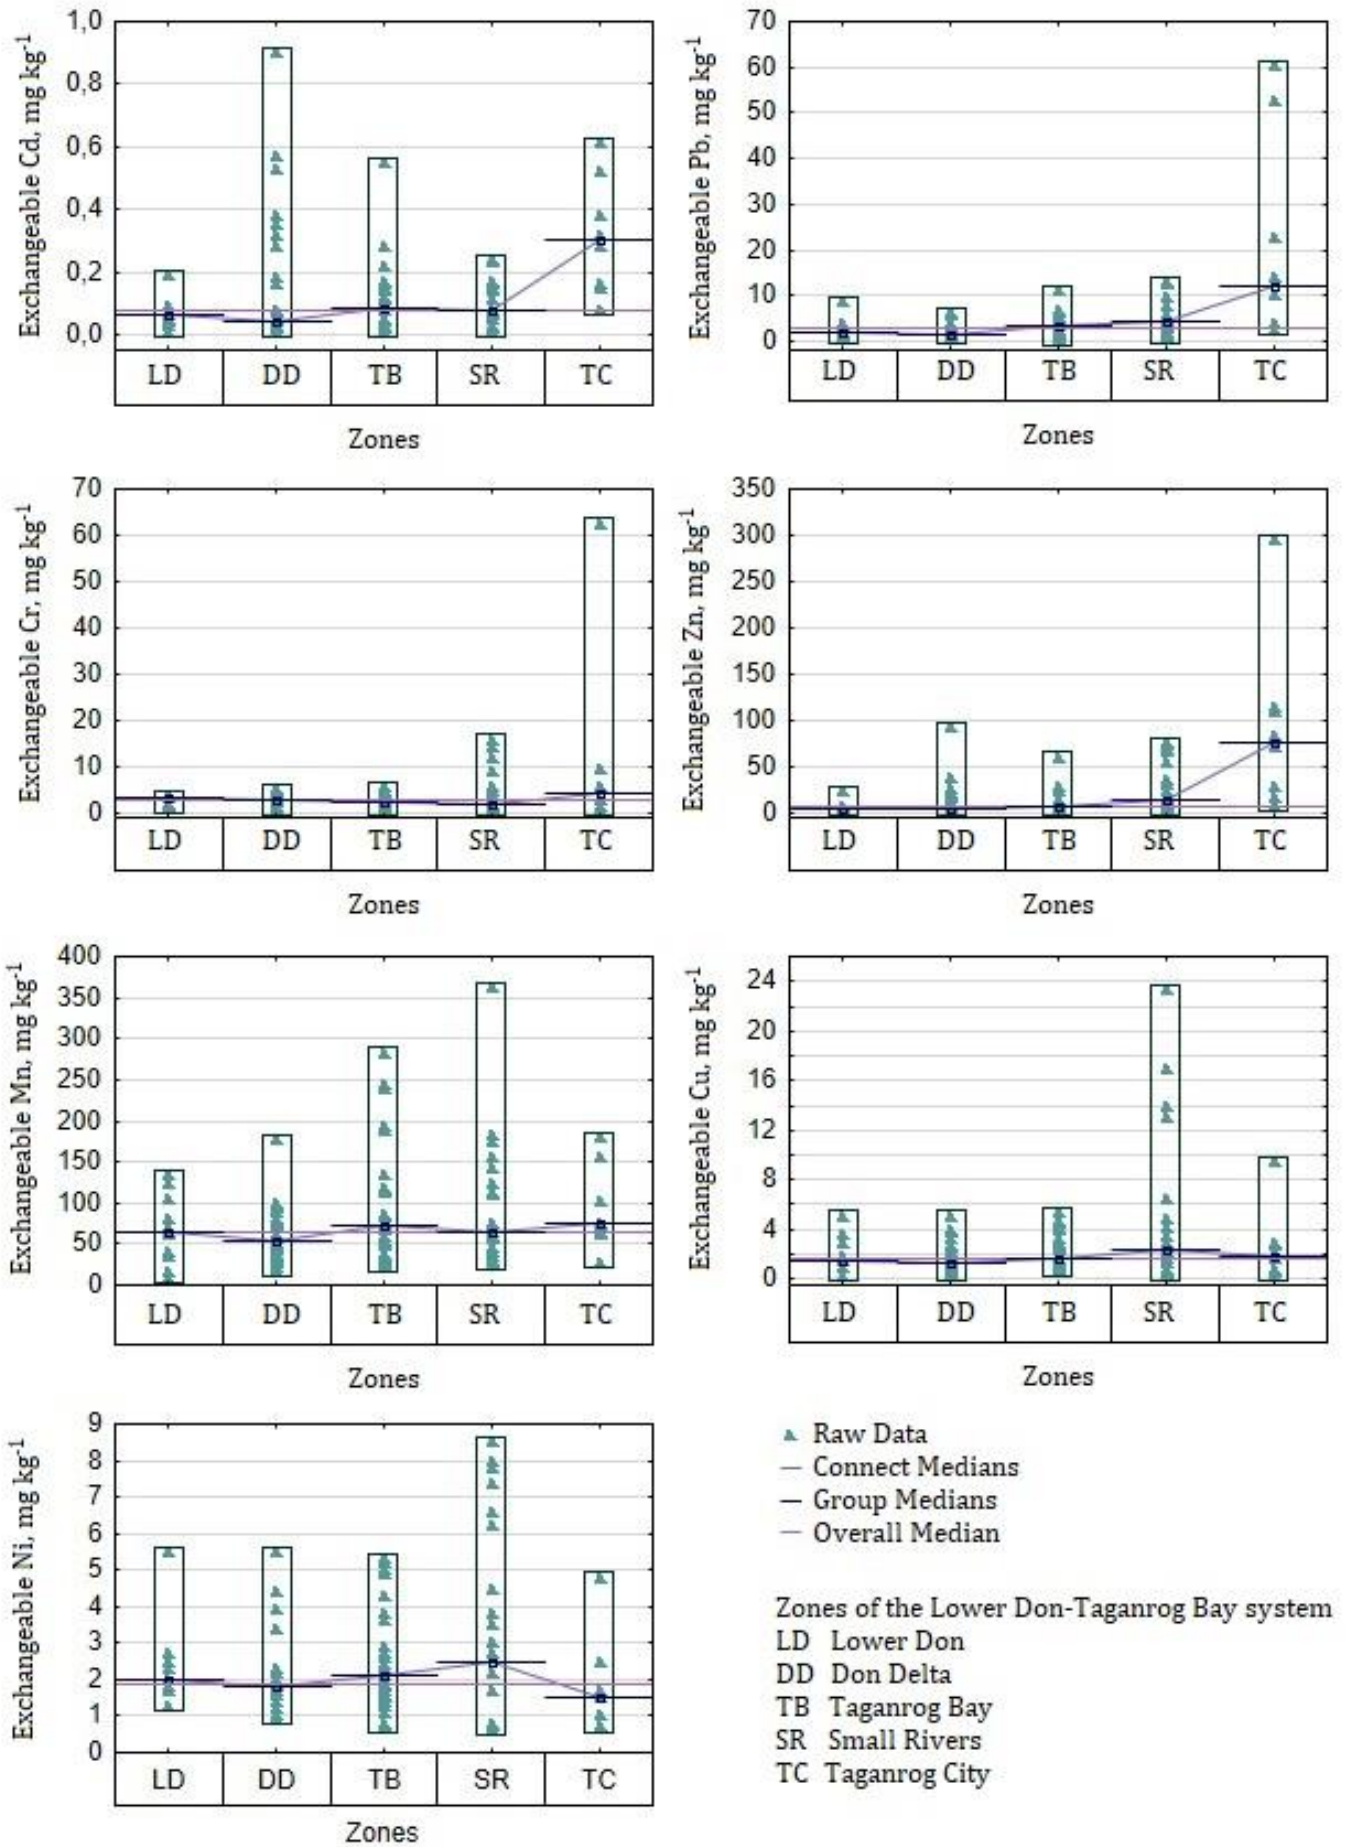 Exchangeable Cd, mg kg-1
1,0
0,8
0,6
0,4
0,2
0,0
LD DD TB SR TC
Zones
Exchangeable Pb, mg kg-1
70
60
50
40
30
20
10
0
LD DD TB SR TC
Zones
Exchangeable Cr, mg kg-1
70
60
50
40
30
20
10
0
LD DD TB SR TC
Zones
Exchangeable Zn, mg kg-1
350
300
250
200
150
100
50
0
LD DD TB SR TC
Zones
Exchangeable Mn, mg kg-1
400
350
300
250
200
150
100
50
0
LD DD TB SR TC
Zones
Exchangeable Cu, mg kg-1
24
20
16
12
8
4
0
LD DD TB SR TC
Zones
Exchangeable Ni, mg kg-1
9
8
7
6
5
4
3
2
1
0
LD DD TB SR TC
Zones
Raw Data
Connect Medians
Group Medians
Overall Median
Zones of the Lower Don-Taganrog Bay system
LD Lower Don
DD Don Delta
TB Taganrog Bay
SR Small Rivers
TC Taganrog City